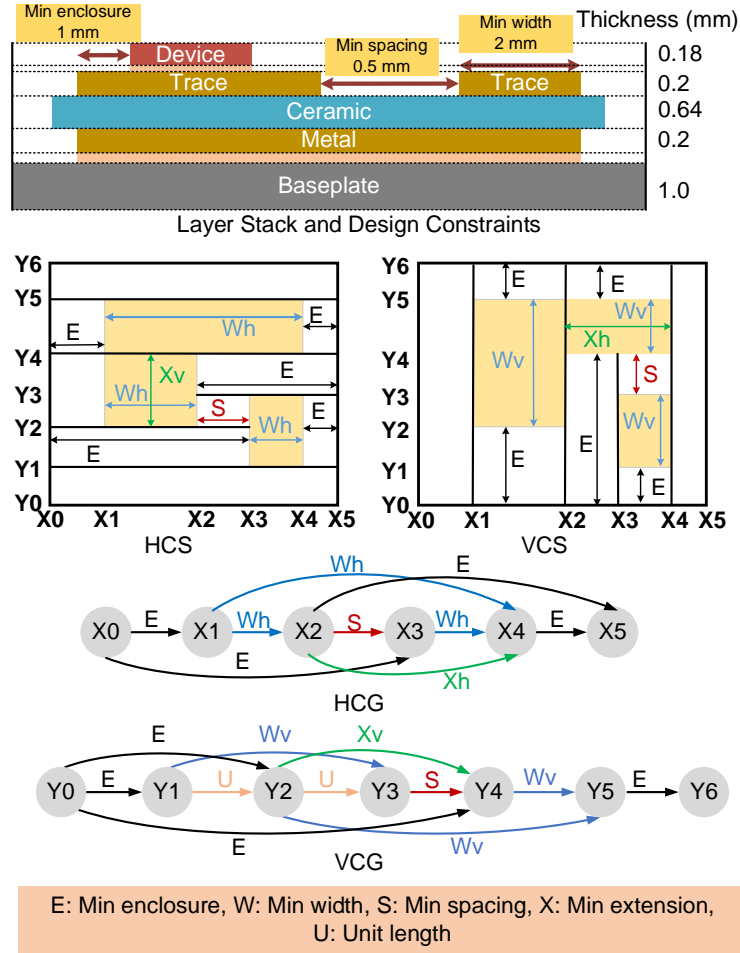 Min enclosure
1 mm
Min width
2 mm
Thickness (mm)
Min spacing
0.5 mm
Device
0.18
Trace
Trace
0.2
Ceramic
0.64
Metal
0.2
Baseplate
1.0
Layer Stack and Design Constraints
Y6
Y5
Y4
Y3
Y2
Y1
Y0
E
Wh
E
Xv
E
Wh
S
Wh
E
E
X0
X1
X2
X3
X4
X5
HCS
Y6
Y5
Y4
Y3
Y2
Y1
Y0
E
E
Wv
Xh
Wv
S
Wv
E
E
E
X0
X1
X2
X3
X4
X5
VCS
Wh
E
X0
E
X1
Wh
X2
S
X3
Wh
X4
E
X5
E
Xh
HCG
E
Wv
Xv
Y0
E
Y1
U
Y2
U
Y3
S
Y4
Wv
Y5
E
Y6
E
Wv
VCG
E: Min enclosure, W: Min width, S: Min spacing, X: Min extension,
U: Unit length